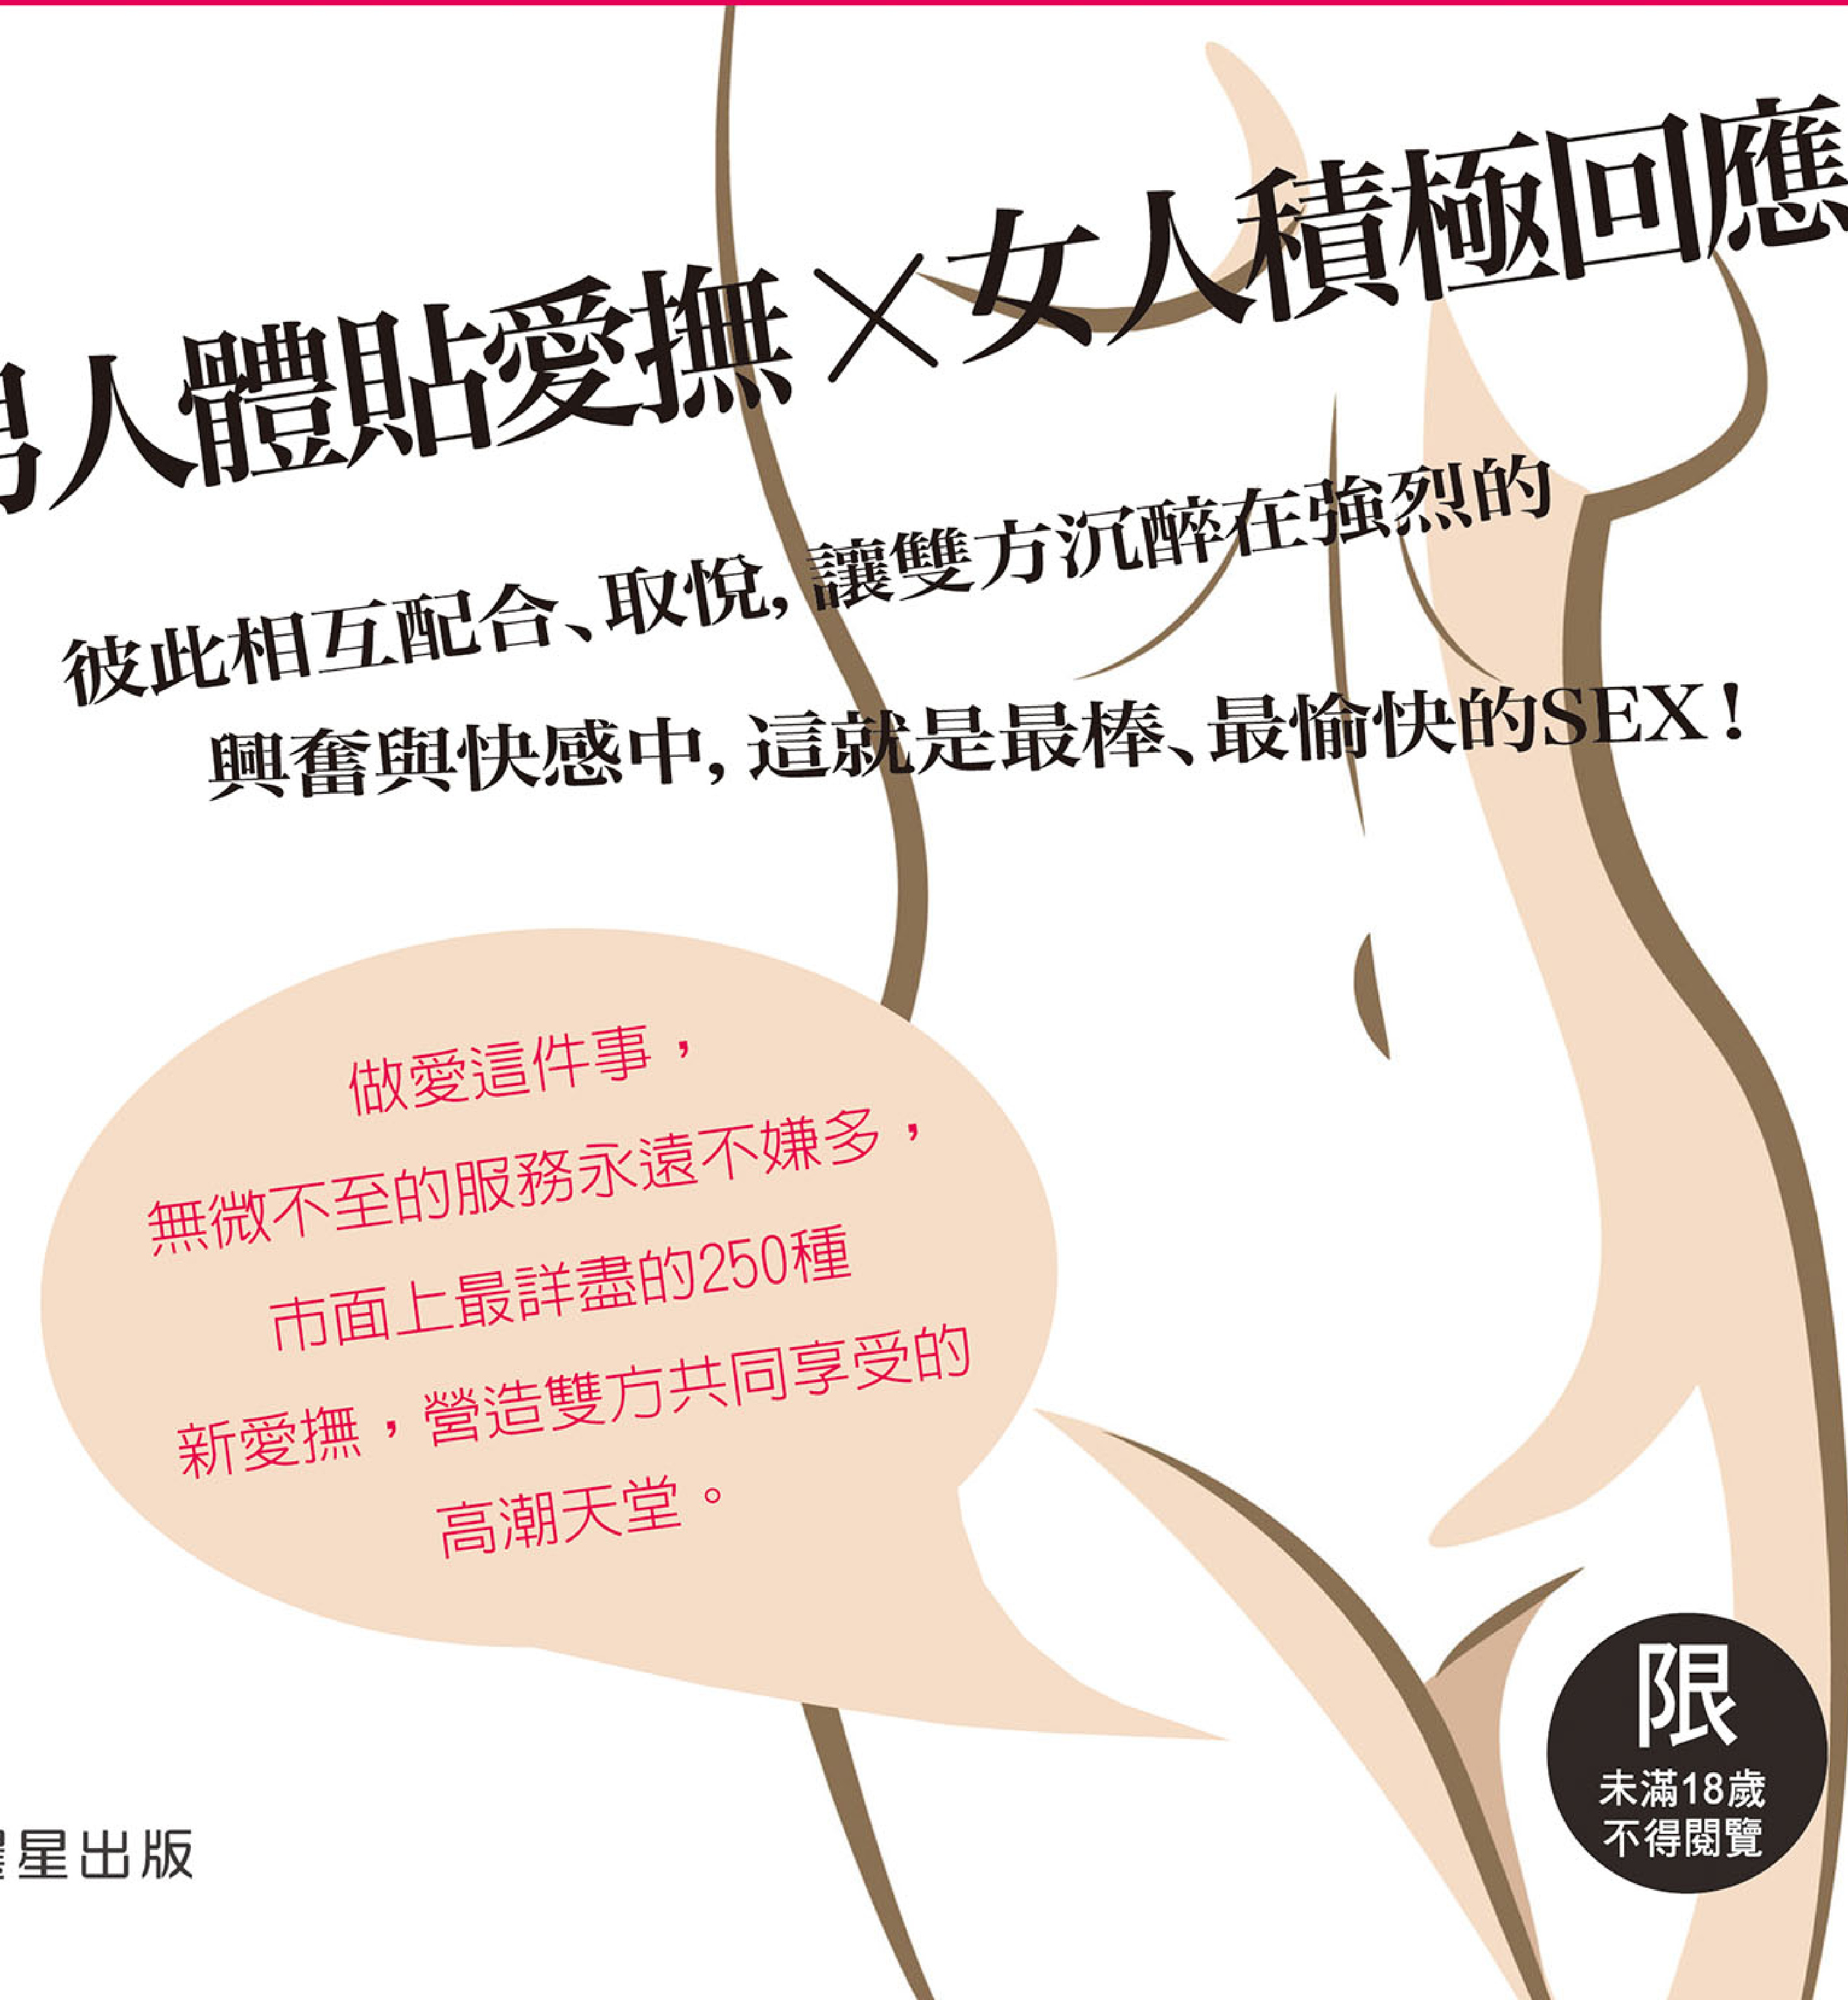 男人體貼愛撫×女人積極回應
彼此相互配合、取悅,讓雙方沉醉在強烈的
興奮與快感中,這就是最棒、最愉快的SEX!
做愛這件事,
無微不至的服務永遠不嫌多,
市面上最詳盡的250種
新愛撫,營造雙方共同享受的
高潮天堂。
限
未滿18歲
不得閱覽
星出版